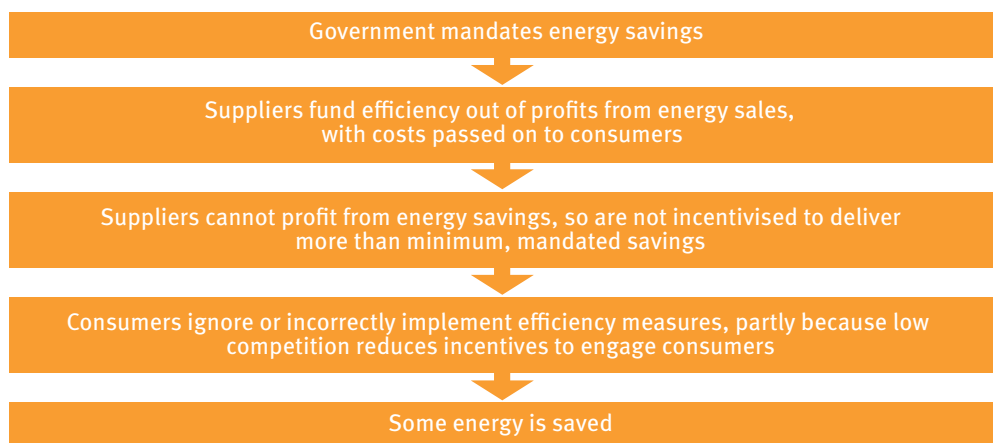 Government mandates energy savings
Suppliers fund efficiency out of profits from energy sales,
with costs passed on to consumers
Suppliers cannot profit from energy savings, so are not incentivised to deliver
more than minimum, mandated savings
Consumers ignore or incorrectly implement efficiency measures, partly because low
competition reduces incentives to engage consumers
Some energy is saved